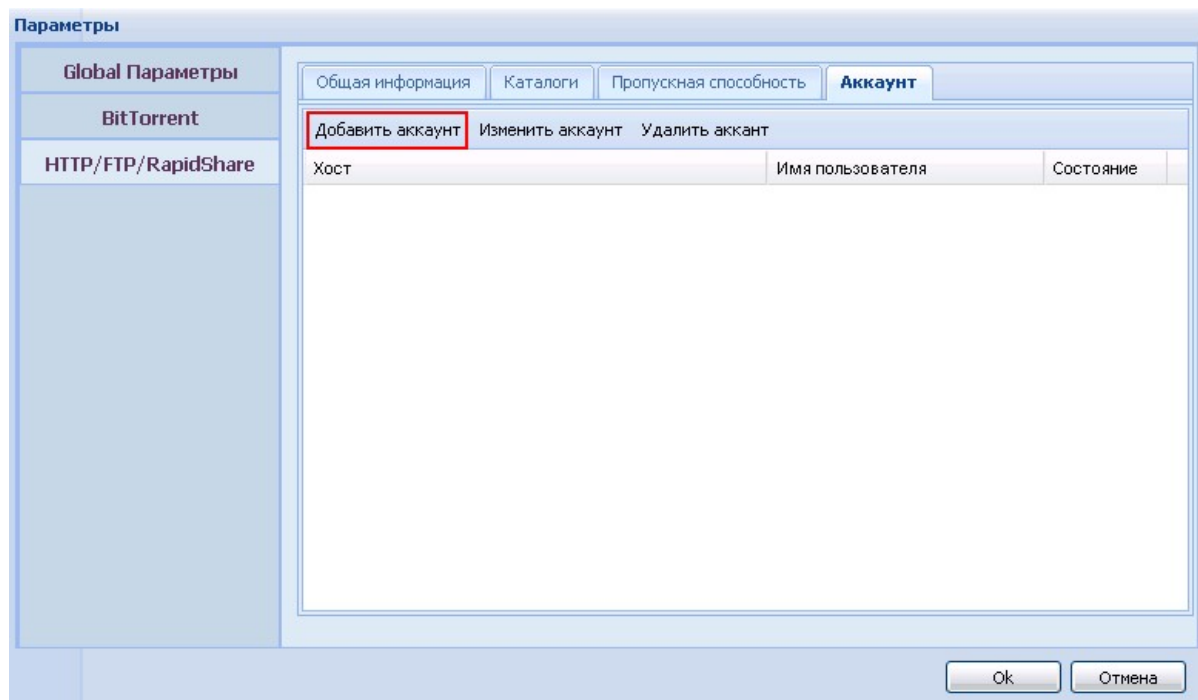 Параметры
Global Параметры
BitTorrent
HTTP/FTP/RapidShare
Общая информация Каталоги Пропускная способность Аккаунт
Добавить аккаунт Изменить аккаунт Удалить аккант
Хост Имя пользователя Состояние
Ok Отмена